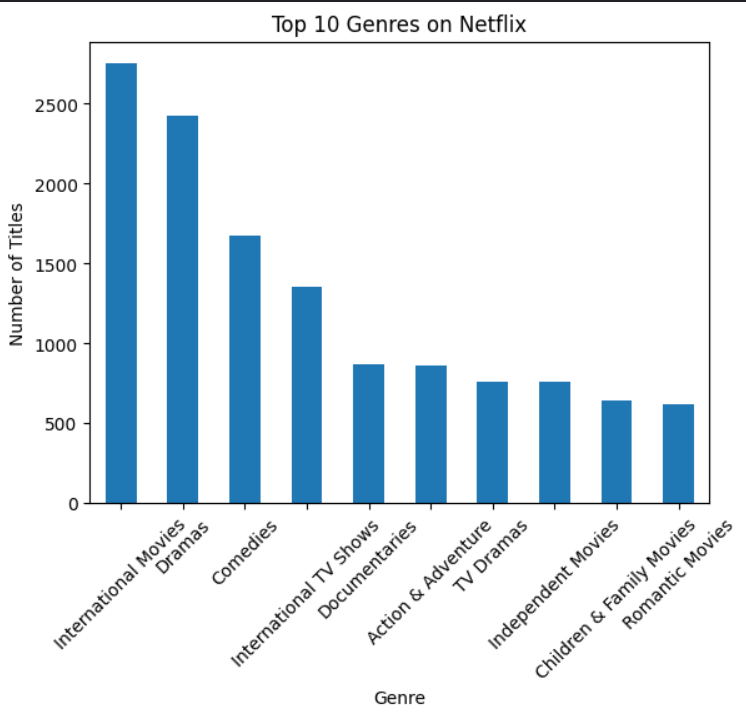 Top 10 Genres on Netflix
Number of Titles
2500
2000
1500
1000
500
0
International Movies
Dramas
Comedies
International TV Shows
Documentaries
Action & Adventure
TV Dramas
Independent Movies
Children & Family Movies
Romantic Movies
Genre